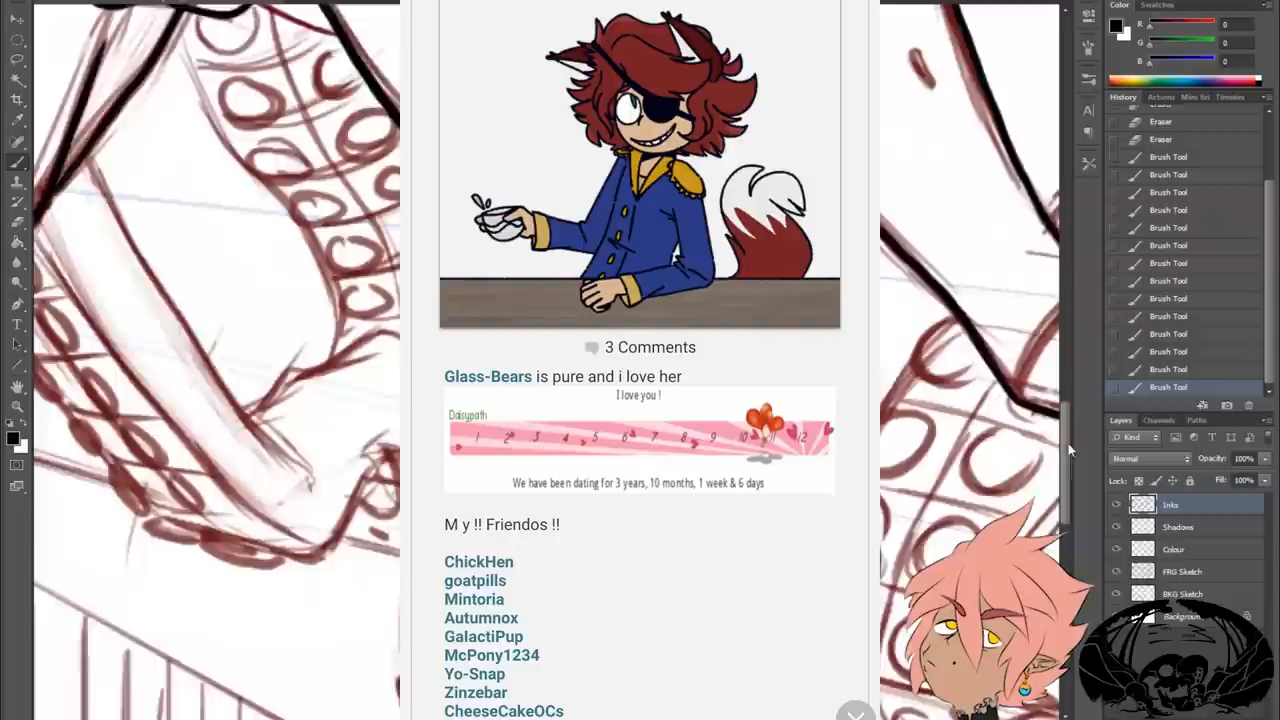 3 Comments
Glass-Bears is pure and i love her
I love you !
Daisypath
1 2 3 4 5 6 7 8 9 10 11 12
We have been dating for 3 years, 10 months, 1 week & 6 days
M y !! Friendos !!
ChickHen
goatpills
Mintoria
Autumnox
GalactiPup
McPony1234
Yo-Snap
Zinzebar
CheeseCakeOCs
Color Swatches
R 0
G 0
B 0
History Actions Mini Bri Timelin
Eraser
Eraser
Eraser
Brush Tool
Brush Tool
Brush Tool
Brush Tool
Brush Tool
Brush Tool
Brush Tool
Brush Tool
Brush Tool
Brush Tool
Brush Tool
Brush Tool
Brush Tool
Brush Tool
Layers Channels Paths
Kind
Normal Opacity: 100%
Lock: Fill: 100%
Inks
Shadows
Colour
FRG Sketch
BKG Sketch
Backgroun